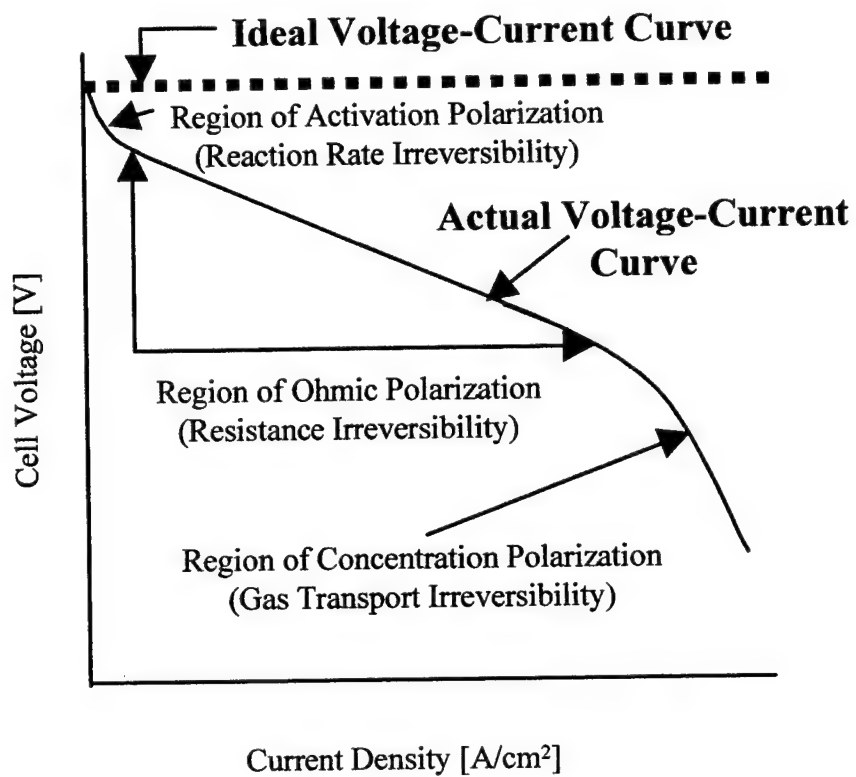 Ideal Voltage-Current Curve
Region of Activation Polarization
(Reaction Rate Irreversibility)
Actual Voltage-Current
Curve
Cell Voltage [V]
Region of Ohmic Polarization
(Resistance Irreversibility)
Region of Concentration Polarization
(Gas Transport Irreversibility)
Current Density [A/cm²]